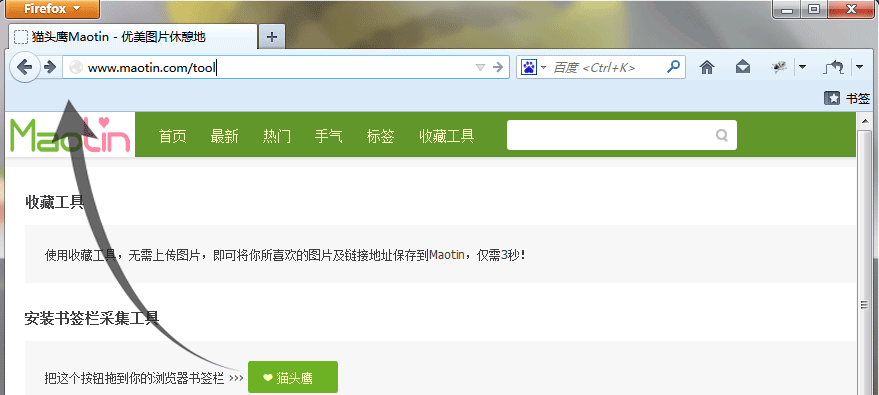 Firefox
猫头鹰Maotin - 优美图片休憩地
www.maotin.com/tool
百度 <Ctrl+K>
书签
Maotin
首页 最新 热门 手气 标签 收藏工具
收藏工具
使用收藏工具，无需上传图片，即可将你所喜欢的图片及链接地址保存到Maotin，仅需3秒！
安装书签栏采集工具
把这个按钮拖到你的浏览器书签栏 >>> ❤ 猫头鹰